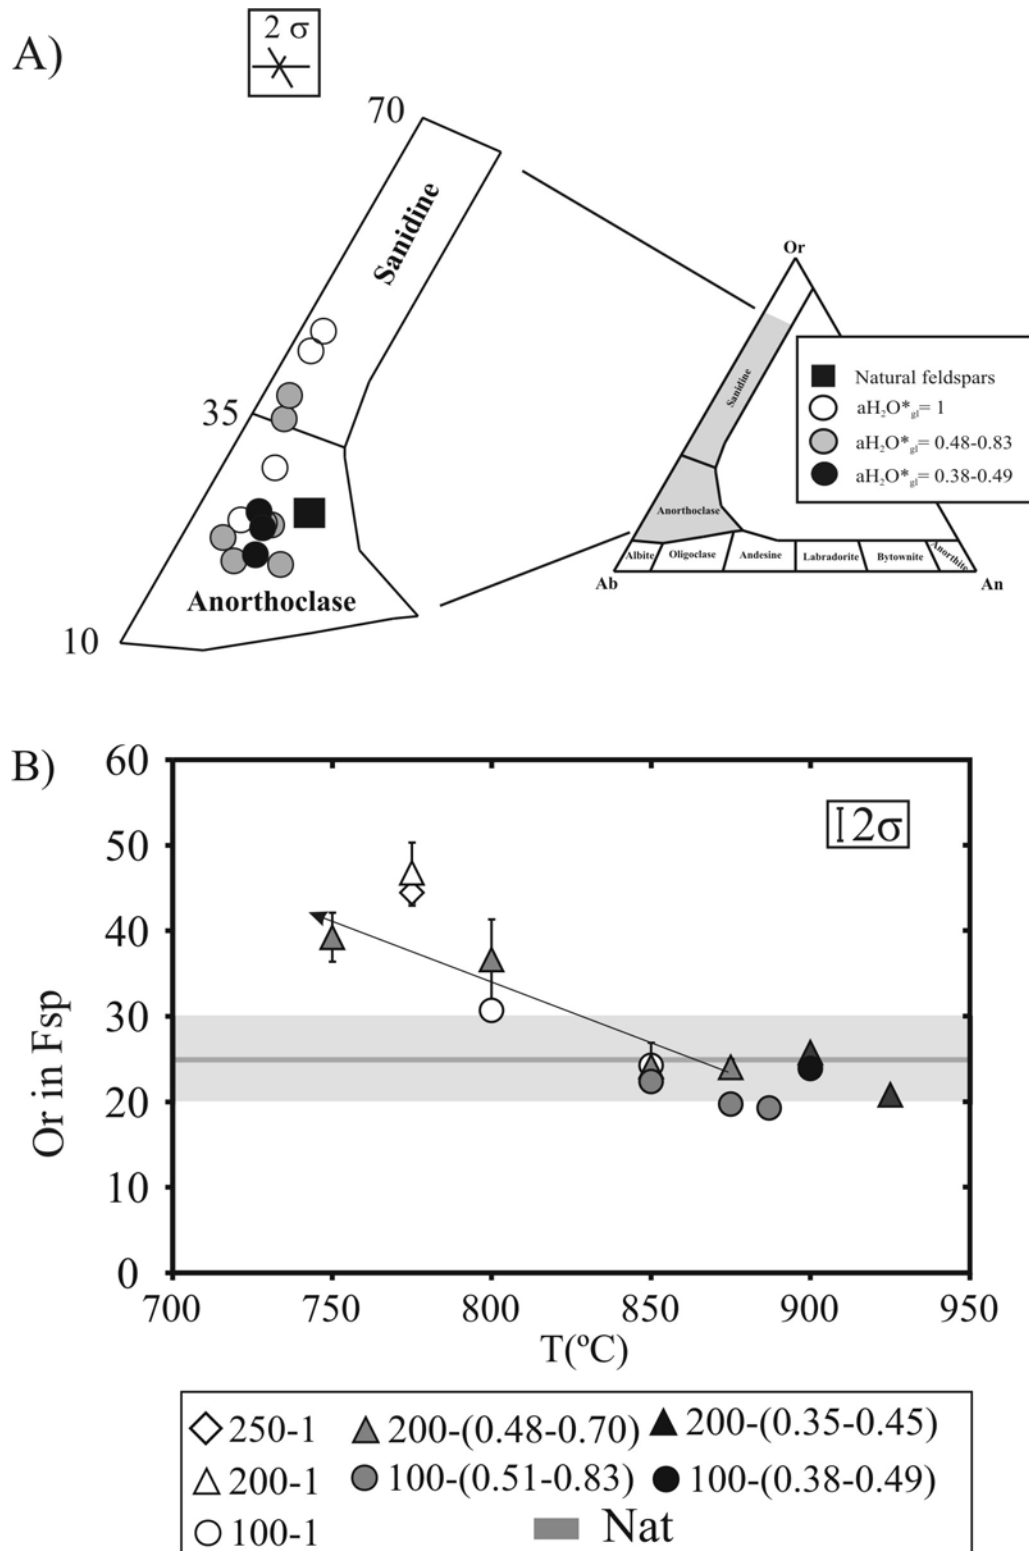 A)
2 σ
70
Sanidine
35
Anorthoclase
10
Or
Sanidine
Anorthoclase
Albite
Oligoclase
Andesine
Labradorite
Bytownite
Anorthite
Ab
An
Natural feldspars
aH₂O*gl= 1
aH₂O*gl= 0.48-0.83
aH₂O*gl= 0.38-0.49
B)
60
50
40
30
20
10
0
Or in Fsp
2σ
700
750
800
850
900
950
T(ºC)
250-1
200-(0.48-0.70)
200-(0.35-0.45)
200-1
100-(0.51-0.83)
100-(0.38-0.49)
100-1
Nat